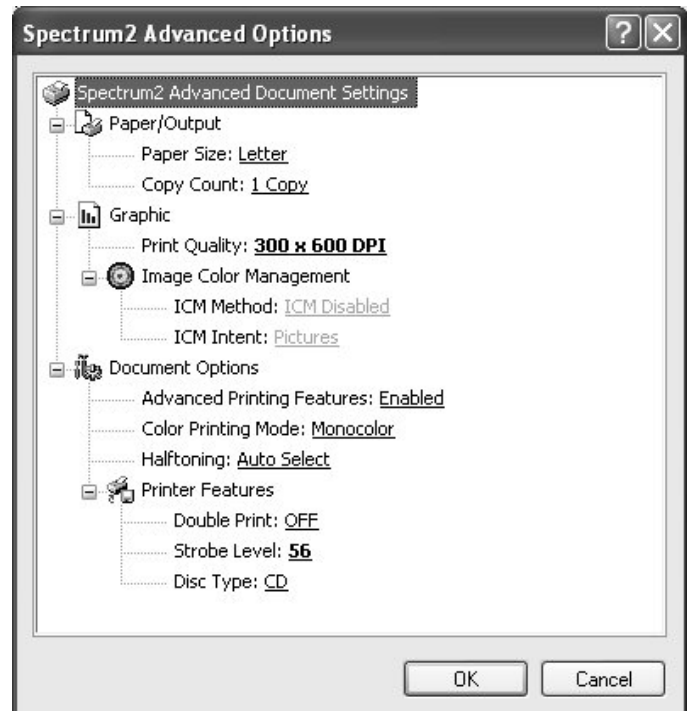 Spectrum2 Advanced Options
Spectrum2 Advanced Document Settings
Paper/Output
Paper Size: Letter
Copy Count: 1 Copy
Graphic
Print Quality: 300 x 600 DPI
Image Color Management
ICM Method: ICM Disabled
ICM Intent: Pictures
Document Options
Advanced Printing Features: Enabled
Color Printing Mode: Monocolor
Halftoning: Auto Select
Printer Features
Double Print: OFF
Strobe Level: 56
Disc Type: CD
OK Cancel